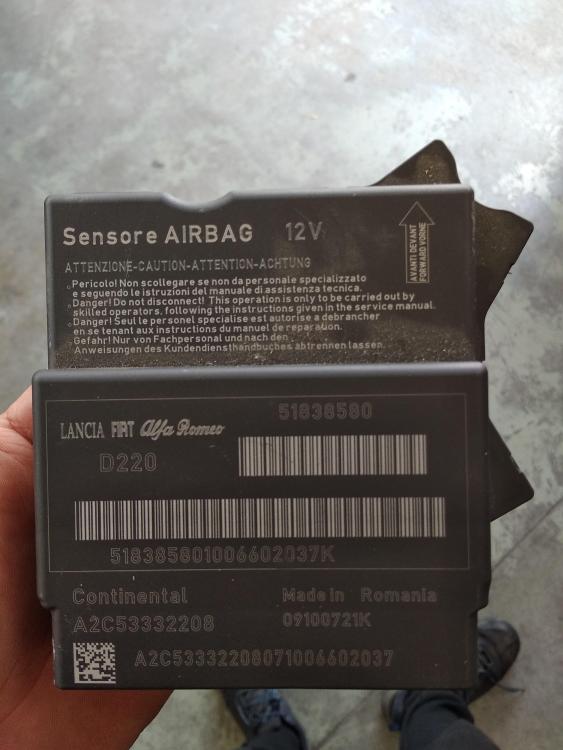 Sensore AIRBAG 12V
AVANTI DEVANT
FORWARD VORNE
ATTENZIONE-CAUTION-ATTENTION-ACHTUNG
Pericolo! Non scollegare se non da personale specializzato
e seguendo le istruzioni del manuale di assistenza tecnica.
Danger! Do not disconnect! This operation is only to be carried out by
skilled operators. following the instructions given in the service manual.
Danger! Seul le personel specialise est autorise a debrancher
en se tenant aux instructions du manuel de reparation.
Gefahr! Nur von Fachpersonal und nach den
Anweisungen des Kundendiensthandbuches abtrennen lassen.
51838580
LANCIA FIAT Alfa Romeo
D220
518385801006602037K
Continental Made in Romania
A2C53332208 09100721K
A2C53332208071006602037